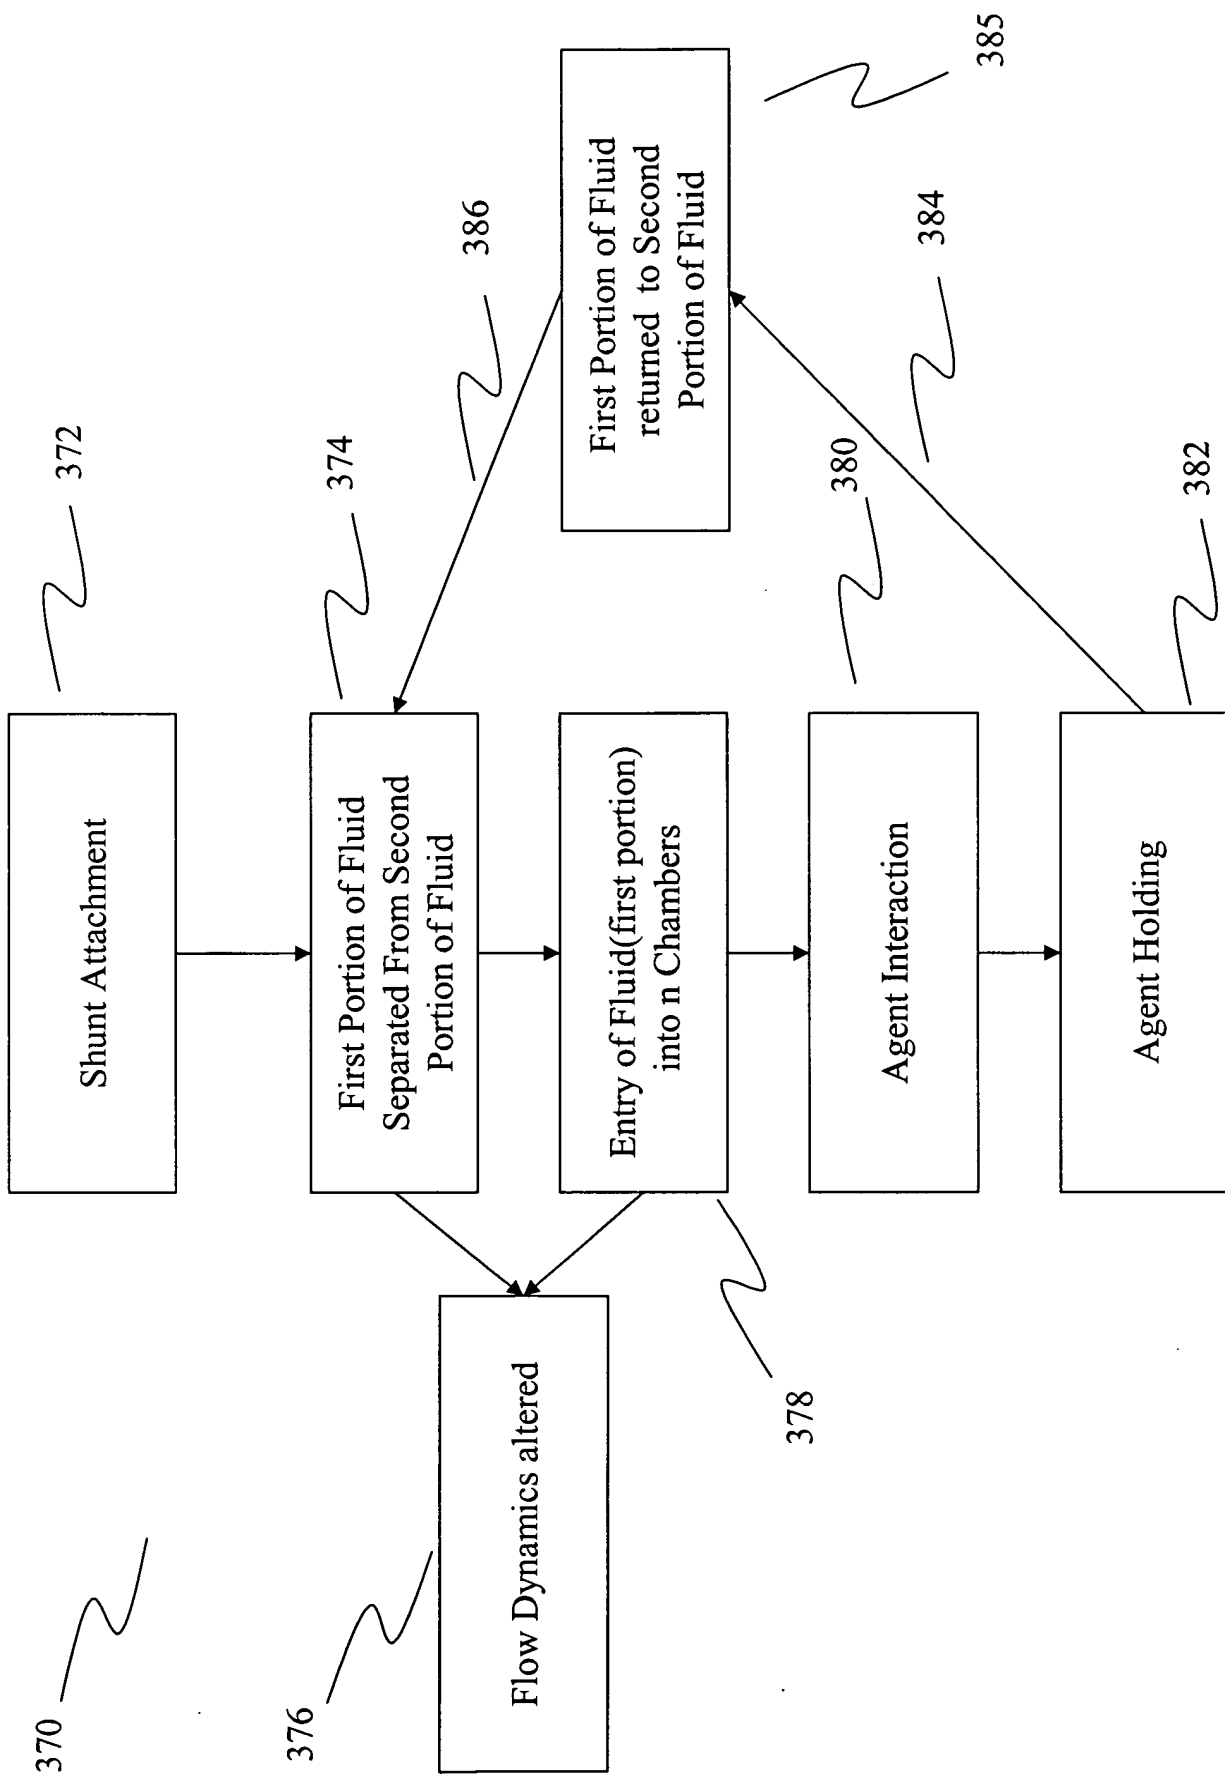 370
Shunt Attachment
372
First Portion of Fluid
Separated From Second
Portion of Fluid
374
376
Flow Dynamics altered
386
Entry of Fluid(first portion)
into n Chambers
378
First Portion of Fluid
returned to Second
Portion of Fluid
385
Agent Interaction
380
384
Agent Holding
382